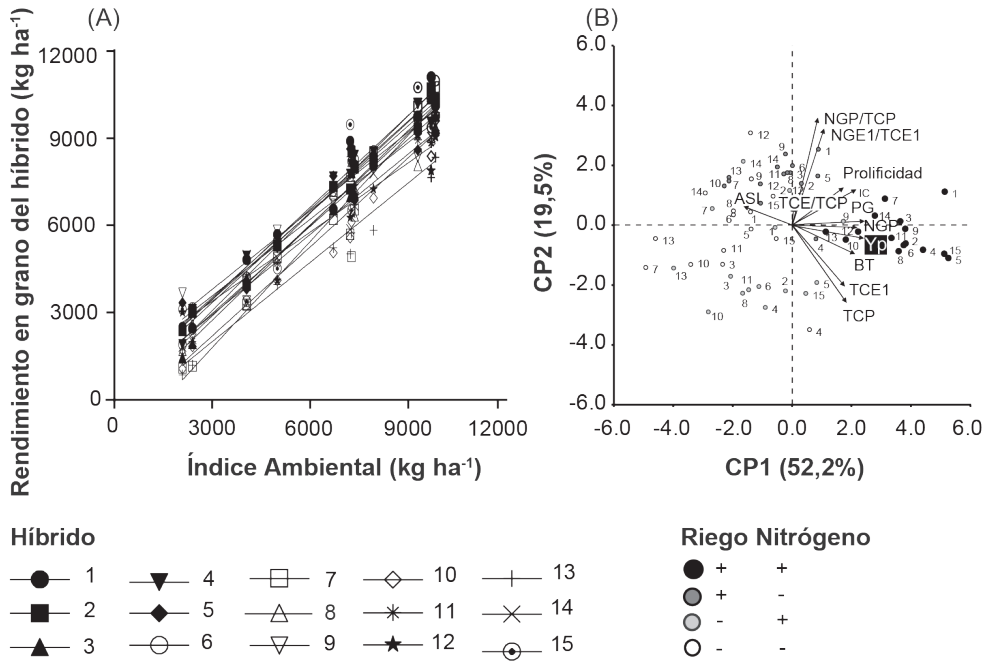 (A)
Rendimiento en grano del híbrido (kg ha-1)
12000
9000
6000
3000
0
0 3000 6000 9000 12000
Índice Ambiental (kg ha-1)
(B)
CP2 (19,5%)
6.0
4.0
2.0
0.0
-2.0
-4.0
-6.0
-6.0 -4.0 -2.0 0.0 2.0 4.0 6.0
CP1 (52,2%)
NGP/TCP
NGE1/TCE1
Prolificidad
IC
ASI
TCE/TCP
PG
NGP
Yp
BT
TCE1
TCP
Híbrido
1 4 7 10 13
2 5 8 11 14
3 6 9 12 15
Riego Nitrógeno
+ +
+ -
- +
- -